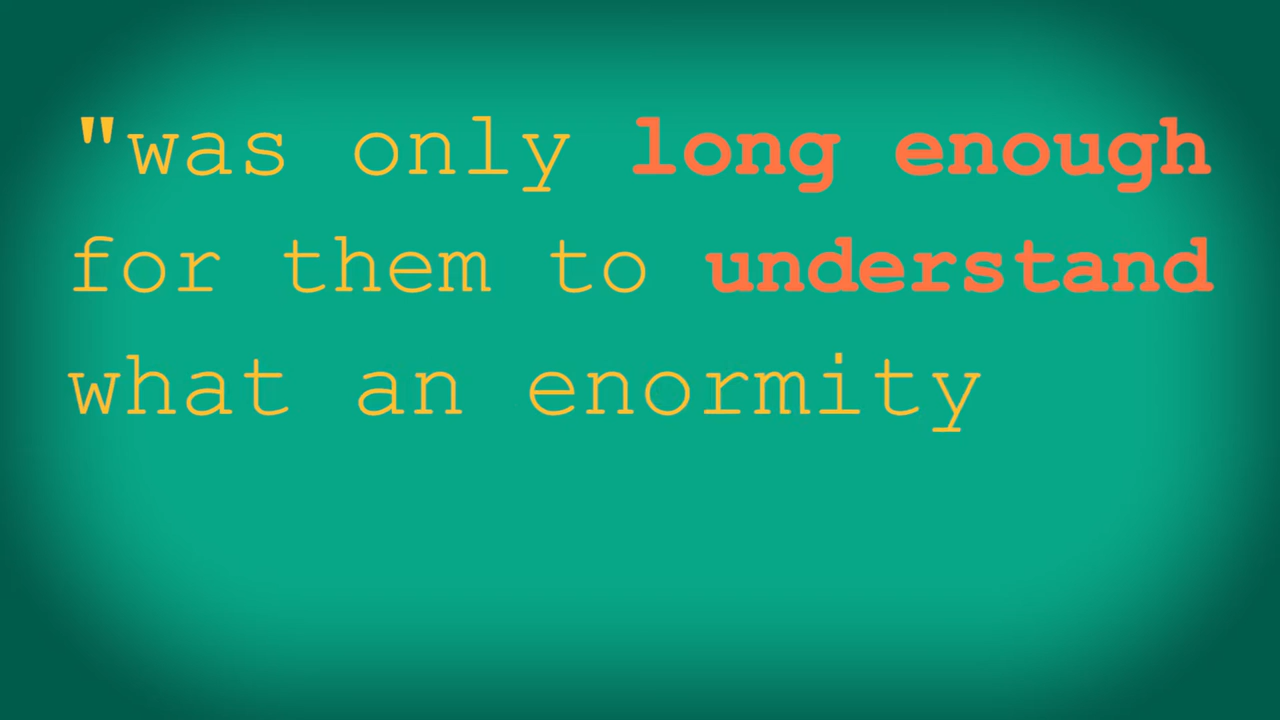 "was only long enough
for them to understand
what an enormity